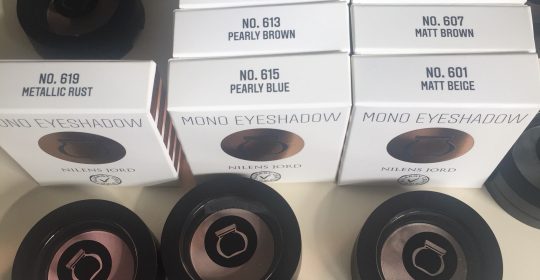 NO. 613
PEARLY BROWN
NO. 607
MATT BROWN
NO. 619
METALLIC RUST
MONO EYESHADOW
NILENS JORD
NO. 615
PEARLY BLUE
MONO EYESHADOW
NILENS JORD
NO. 601
MATT BEIGE
MONO EYESHADOW
NILENS JORD